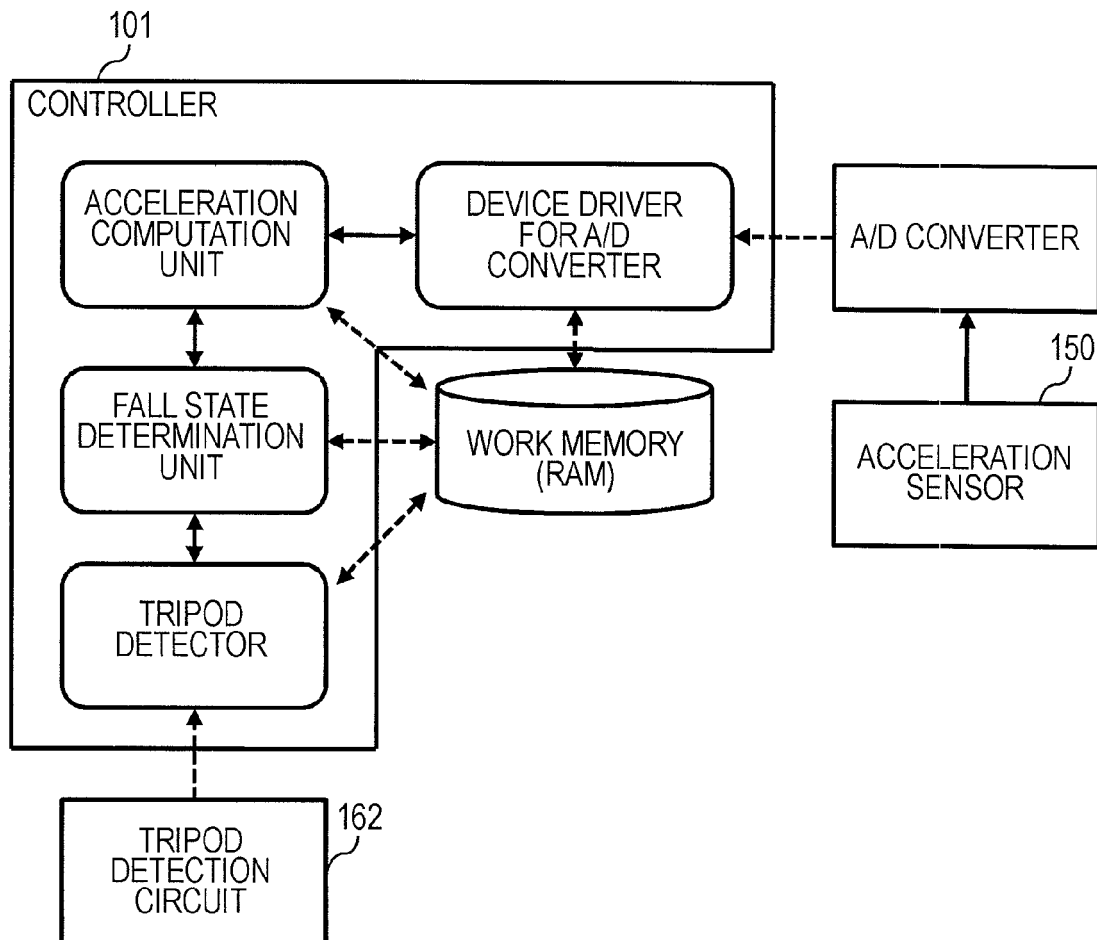 101
CONTROLLER
ACCELERATION
COMPUTATION
UNIT
DEVICE DRIVER
FOR A/D
CONVERTER
A/D CONVERTER
150
FALL STATE
DETERMINATION
UNIT
WORK MEMORY
(RAM)
ACCELERATION
SENSOR
TRIPOD
DETECTOR
162
TRIPOD
DETECTION
CIRCUIT